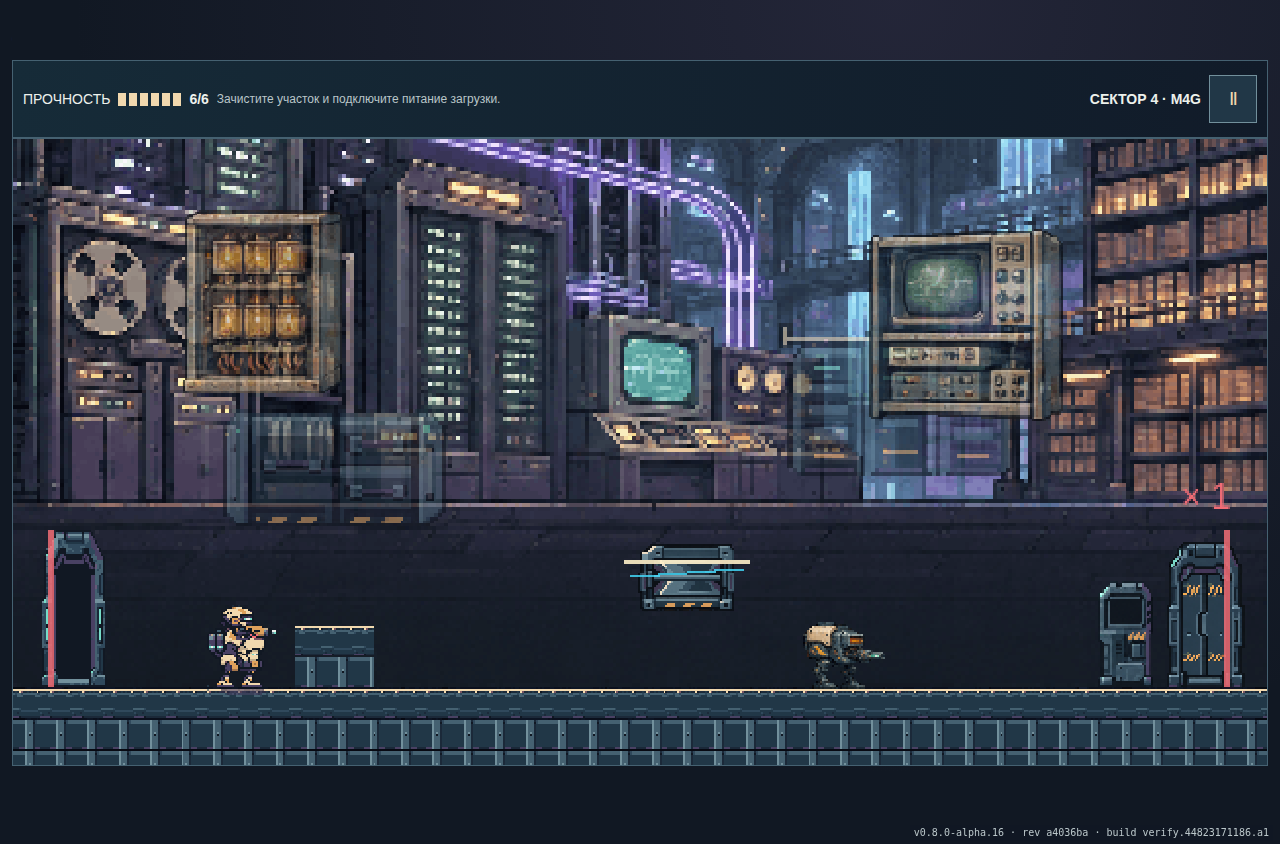 ПРОЧНОСТЬ 6/6 Зачистите участок и подключите питание загрузки.
СЕКТОР 4 · M4G
× 1
v0.8.0-alpha.16 · rev a4036ba · build verify.44823171186.a1